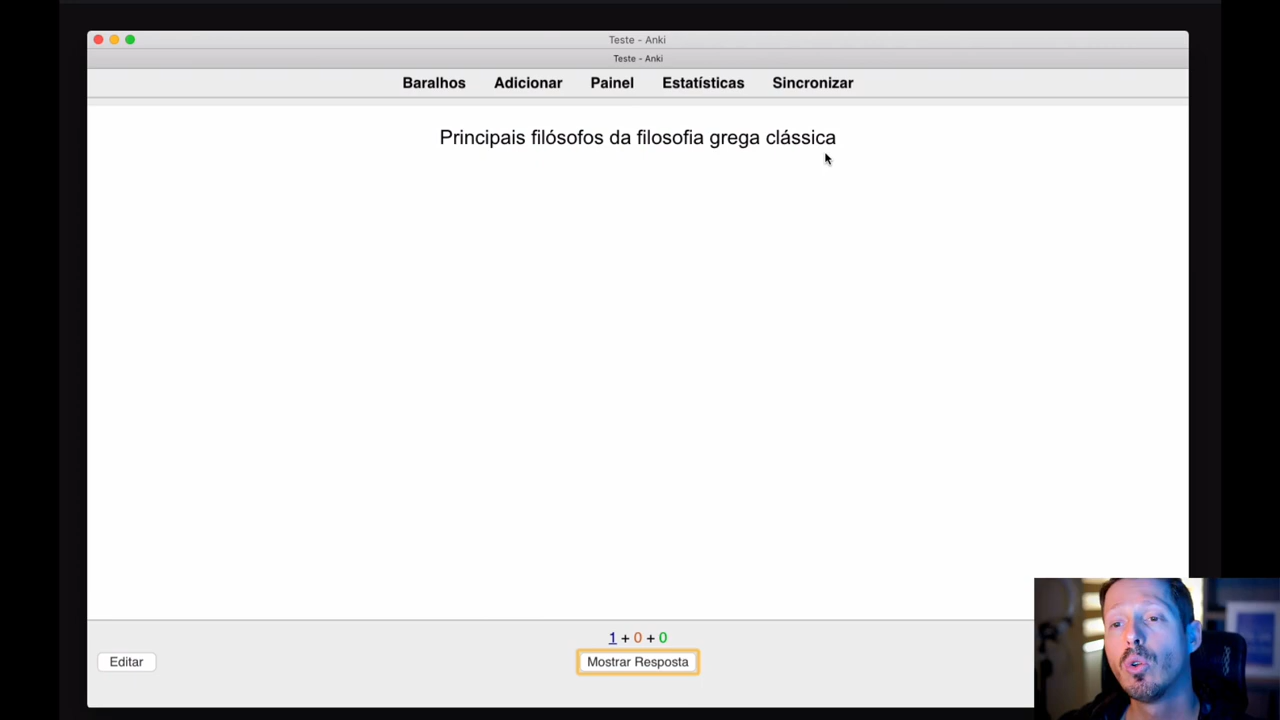 Teste - Anki
Teste - Anki
Baralhos Adicionar Painel Estatísticas Sincronizar
Principais filósofos da filosofia grega clássica
1 + 0 + 0
Editar Mostrar Resposta